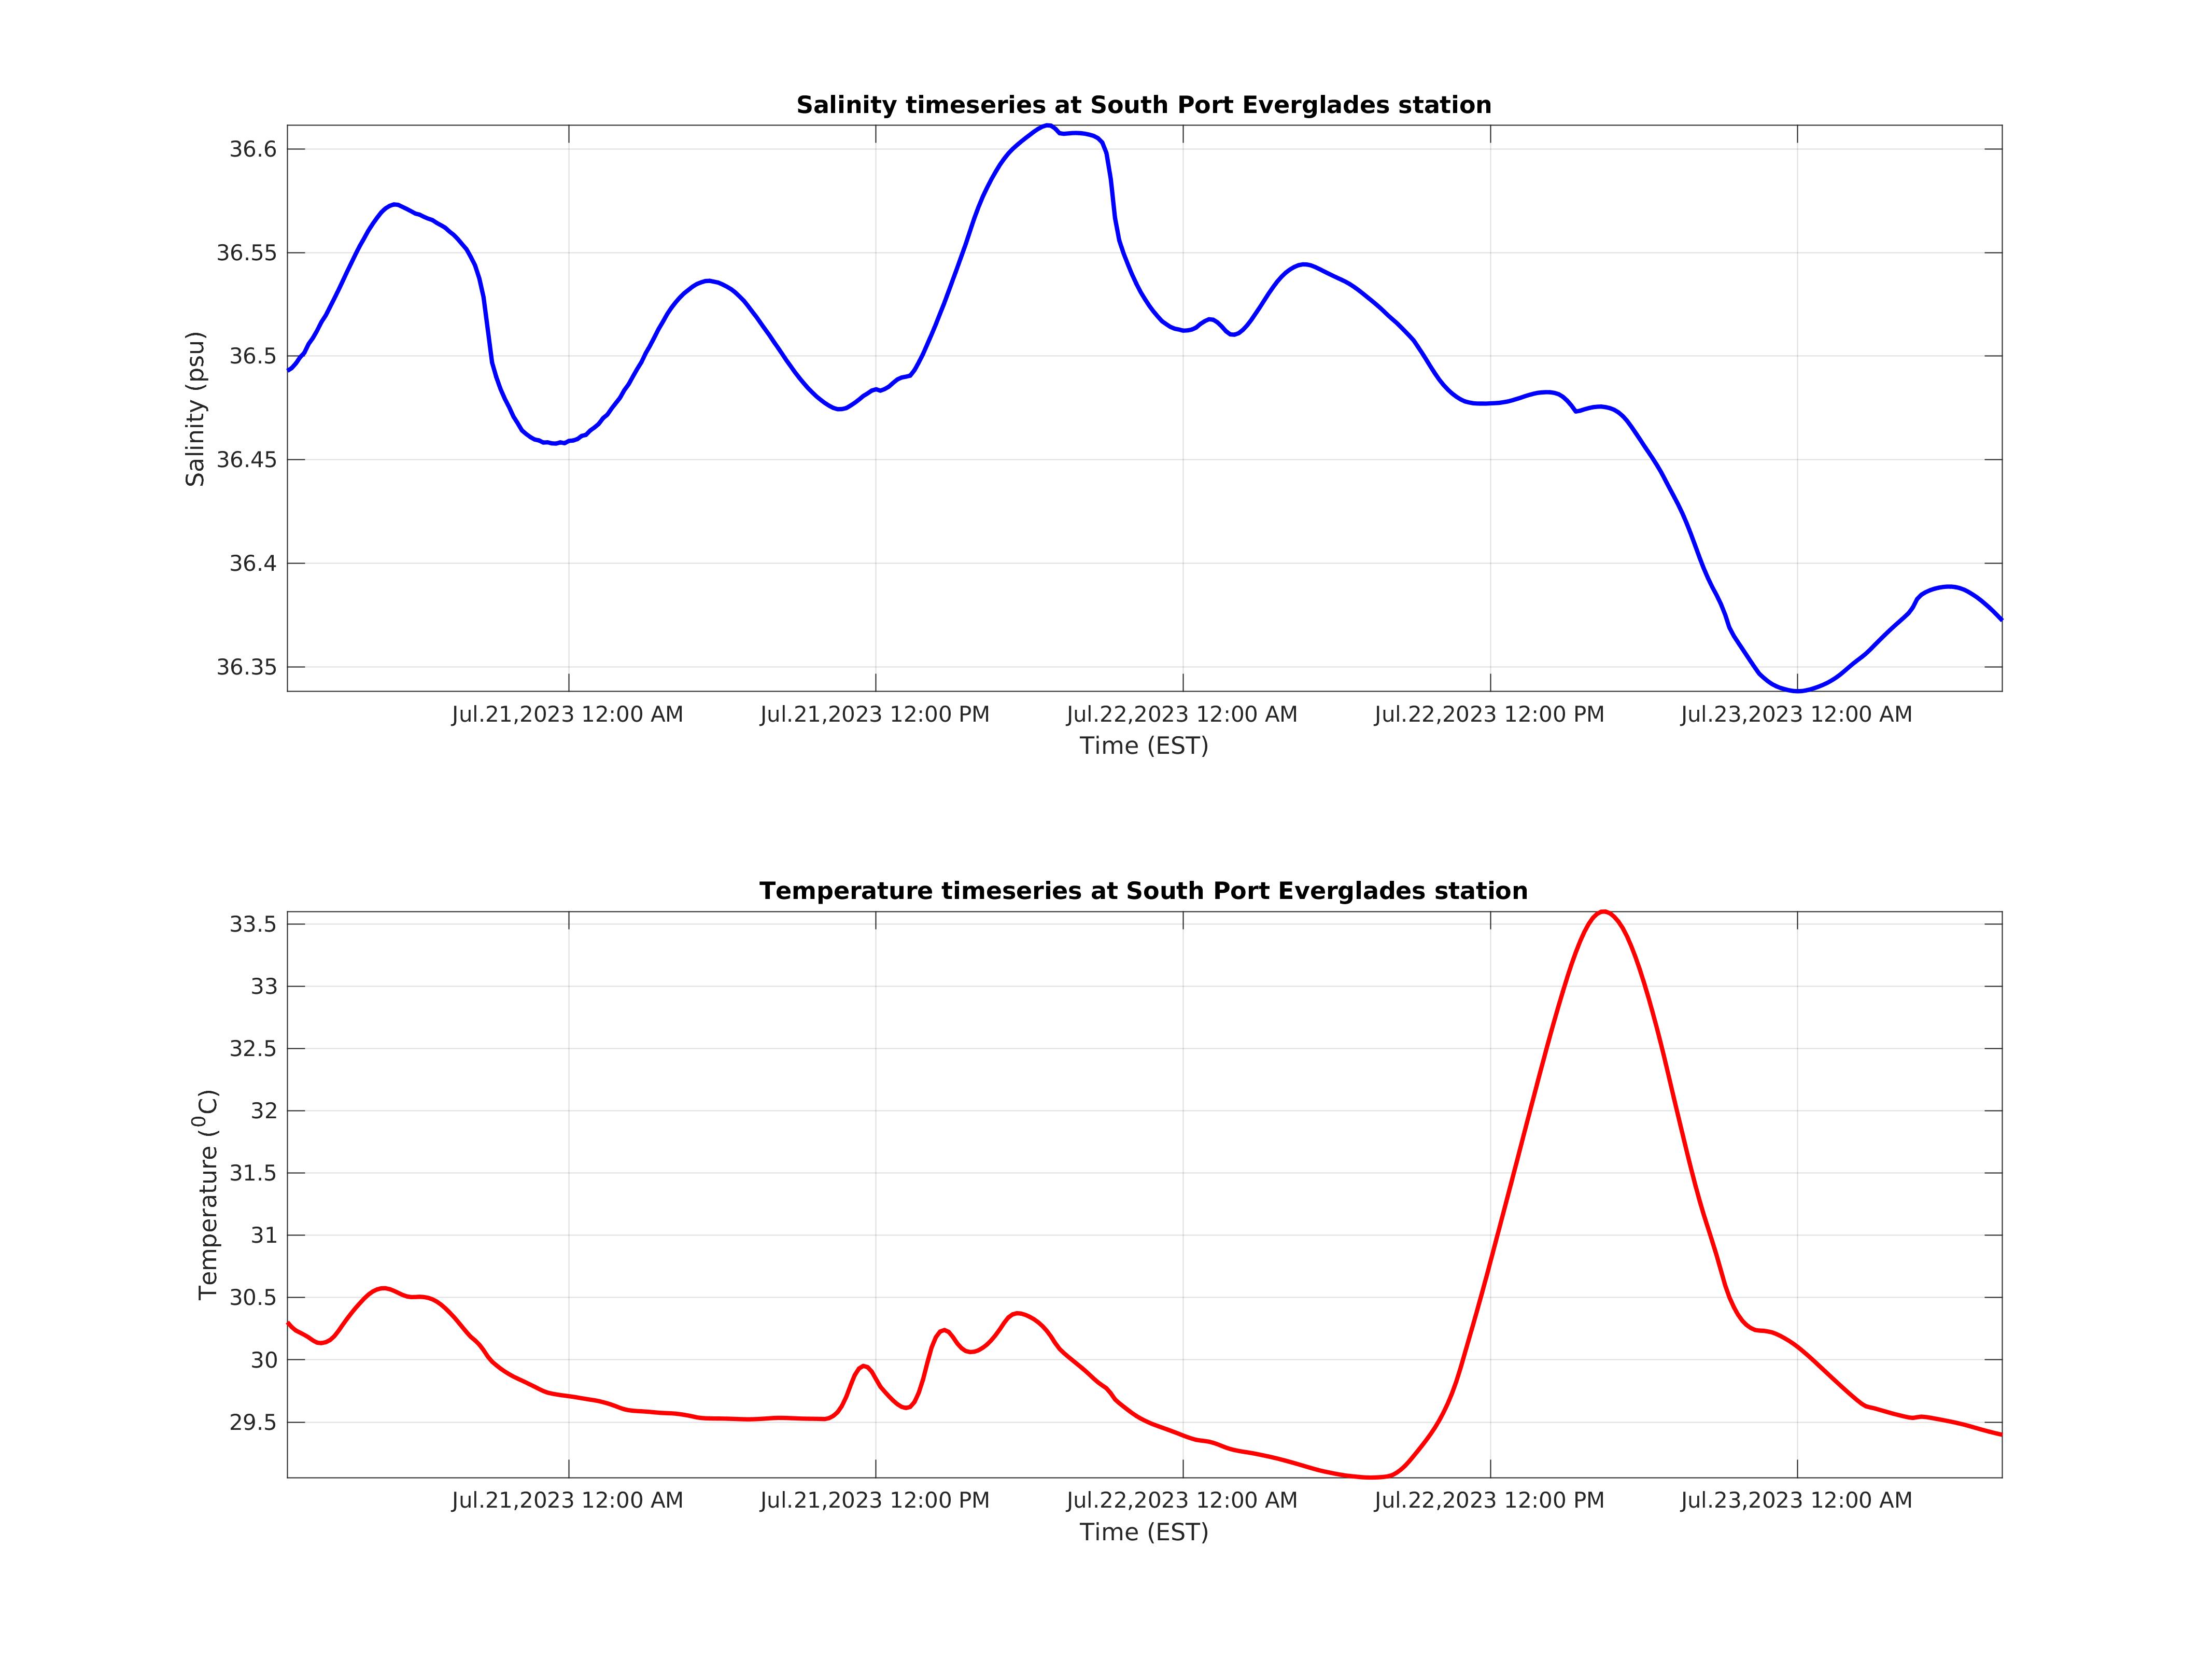 Salinity timeseries at South Port Everglades station
36.6
36.55
36.5
36.45
36.4
36.35
Salinity (psu)
Jul.21,2023 12:00 AM Jul.21,2023 12:00 PM Jul.22,2023 12:00 AM Jul.22,2023 12:00 PM Jul.23,2023 12:00 AM
Time (EST)
Temperature timeseries at South Port Everglades station
33.5
33
32.5
32
31.5
31
30.5
30
29.5
Temperature (⁰C)
Jul.21,2023 12:00 AM Jul.21,2023 12:00 PM Jul.22,2023 12:00 AM Jul.22,2023 12:00 PM Jul.23,2023 12:00 AM
Time (EST)